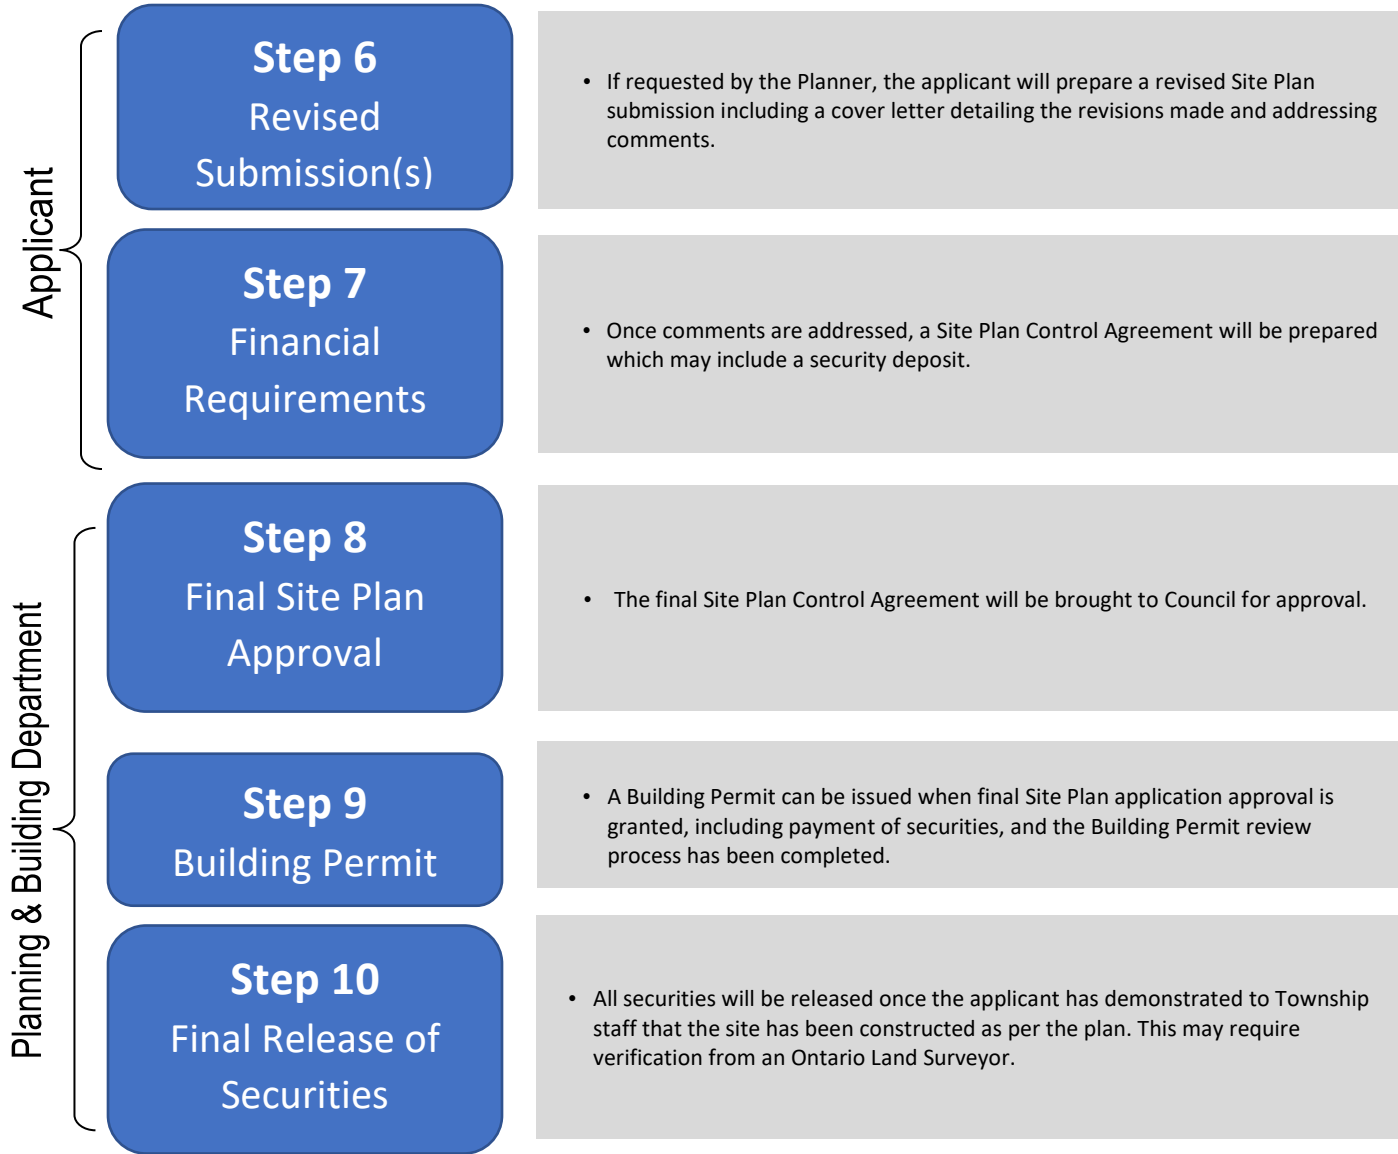 Applicant
Step 6
Revised
Submission(s)
• If requested by the Planner, the applicant will prepare a revised Site Plan
submission including a cover letter detailing the revisions made and addressing
comments.
Step 7
Financial
Requirements
• Once comments are addressed, a Site Plan Control Agreement will be prepared
which may include a security deposit.
Planning & Building Department
Step 8
Final Site Plan
Approval
• The final Site Plan Control Agreement will be brought to Council for approval.
Step 9
Building Permit
• A Building Permit can be issued when final Site Plan application approval is
granted, including payment of securities, and the Building Permit review
process has been completed.
Step 10
Final Release of
Securities
• All securities will be released once the applicant has demonstrated to Township
staff that the site has been constructed as per the plan. This may require
verification from an Ontario Land Surveyor.